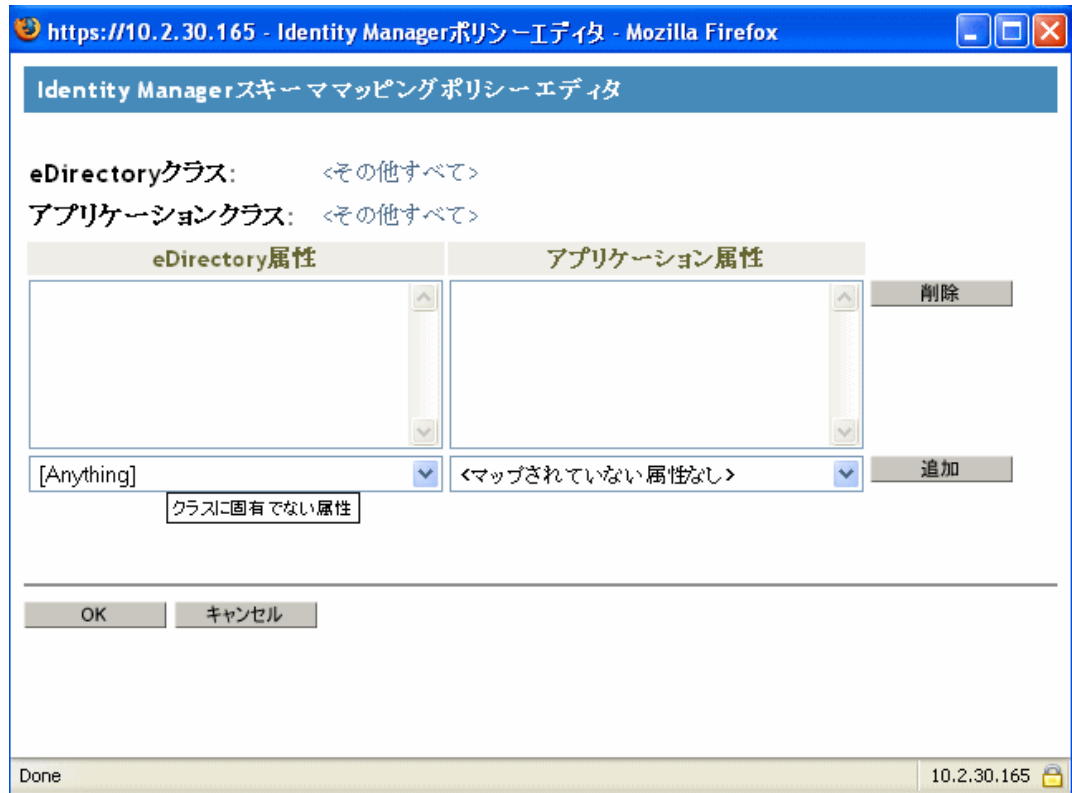 https://10.2.30.165 - Identity Managerポリシーエディタ - Mozilla Firefox
Identity Managerスキーママッピングポリシーエディタ
eDirectoryクラス: <その他すべて>
アプリケーションクラス: <その他すべて>
eDirectory属性 アプリケーション属性
削除
[Anything] <マップされていない属性なし> 追加
クラスに固有でない属性
OK キャンセル
Done 10.2.30.165